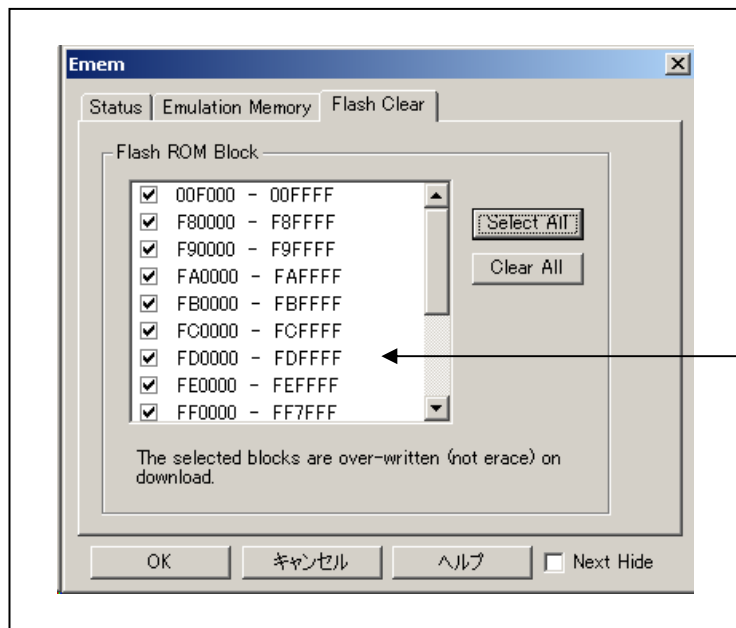 Emem
Status
Emulation Memory
Flash Clear
Flash ROM Block
00F000 - 00FFFF
F80000 - F8FFFF
F90000 - F9FFFF
FA0000 - FAFFFF
FB0000 - FBFFFF
FC0000 - FCFFFF
FD0000 - FDFFFF
FE0000 - FEFFFF
FF0000 - FF7FFF
Select All
Clear All
The selected blocks are over-written (not erace) on
download.
OK
キャンセル
ヘルプ
Next Hide